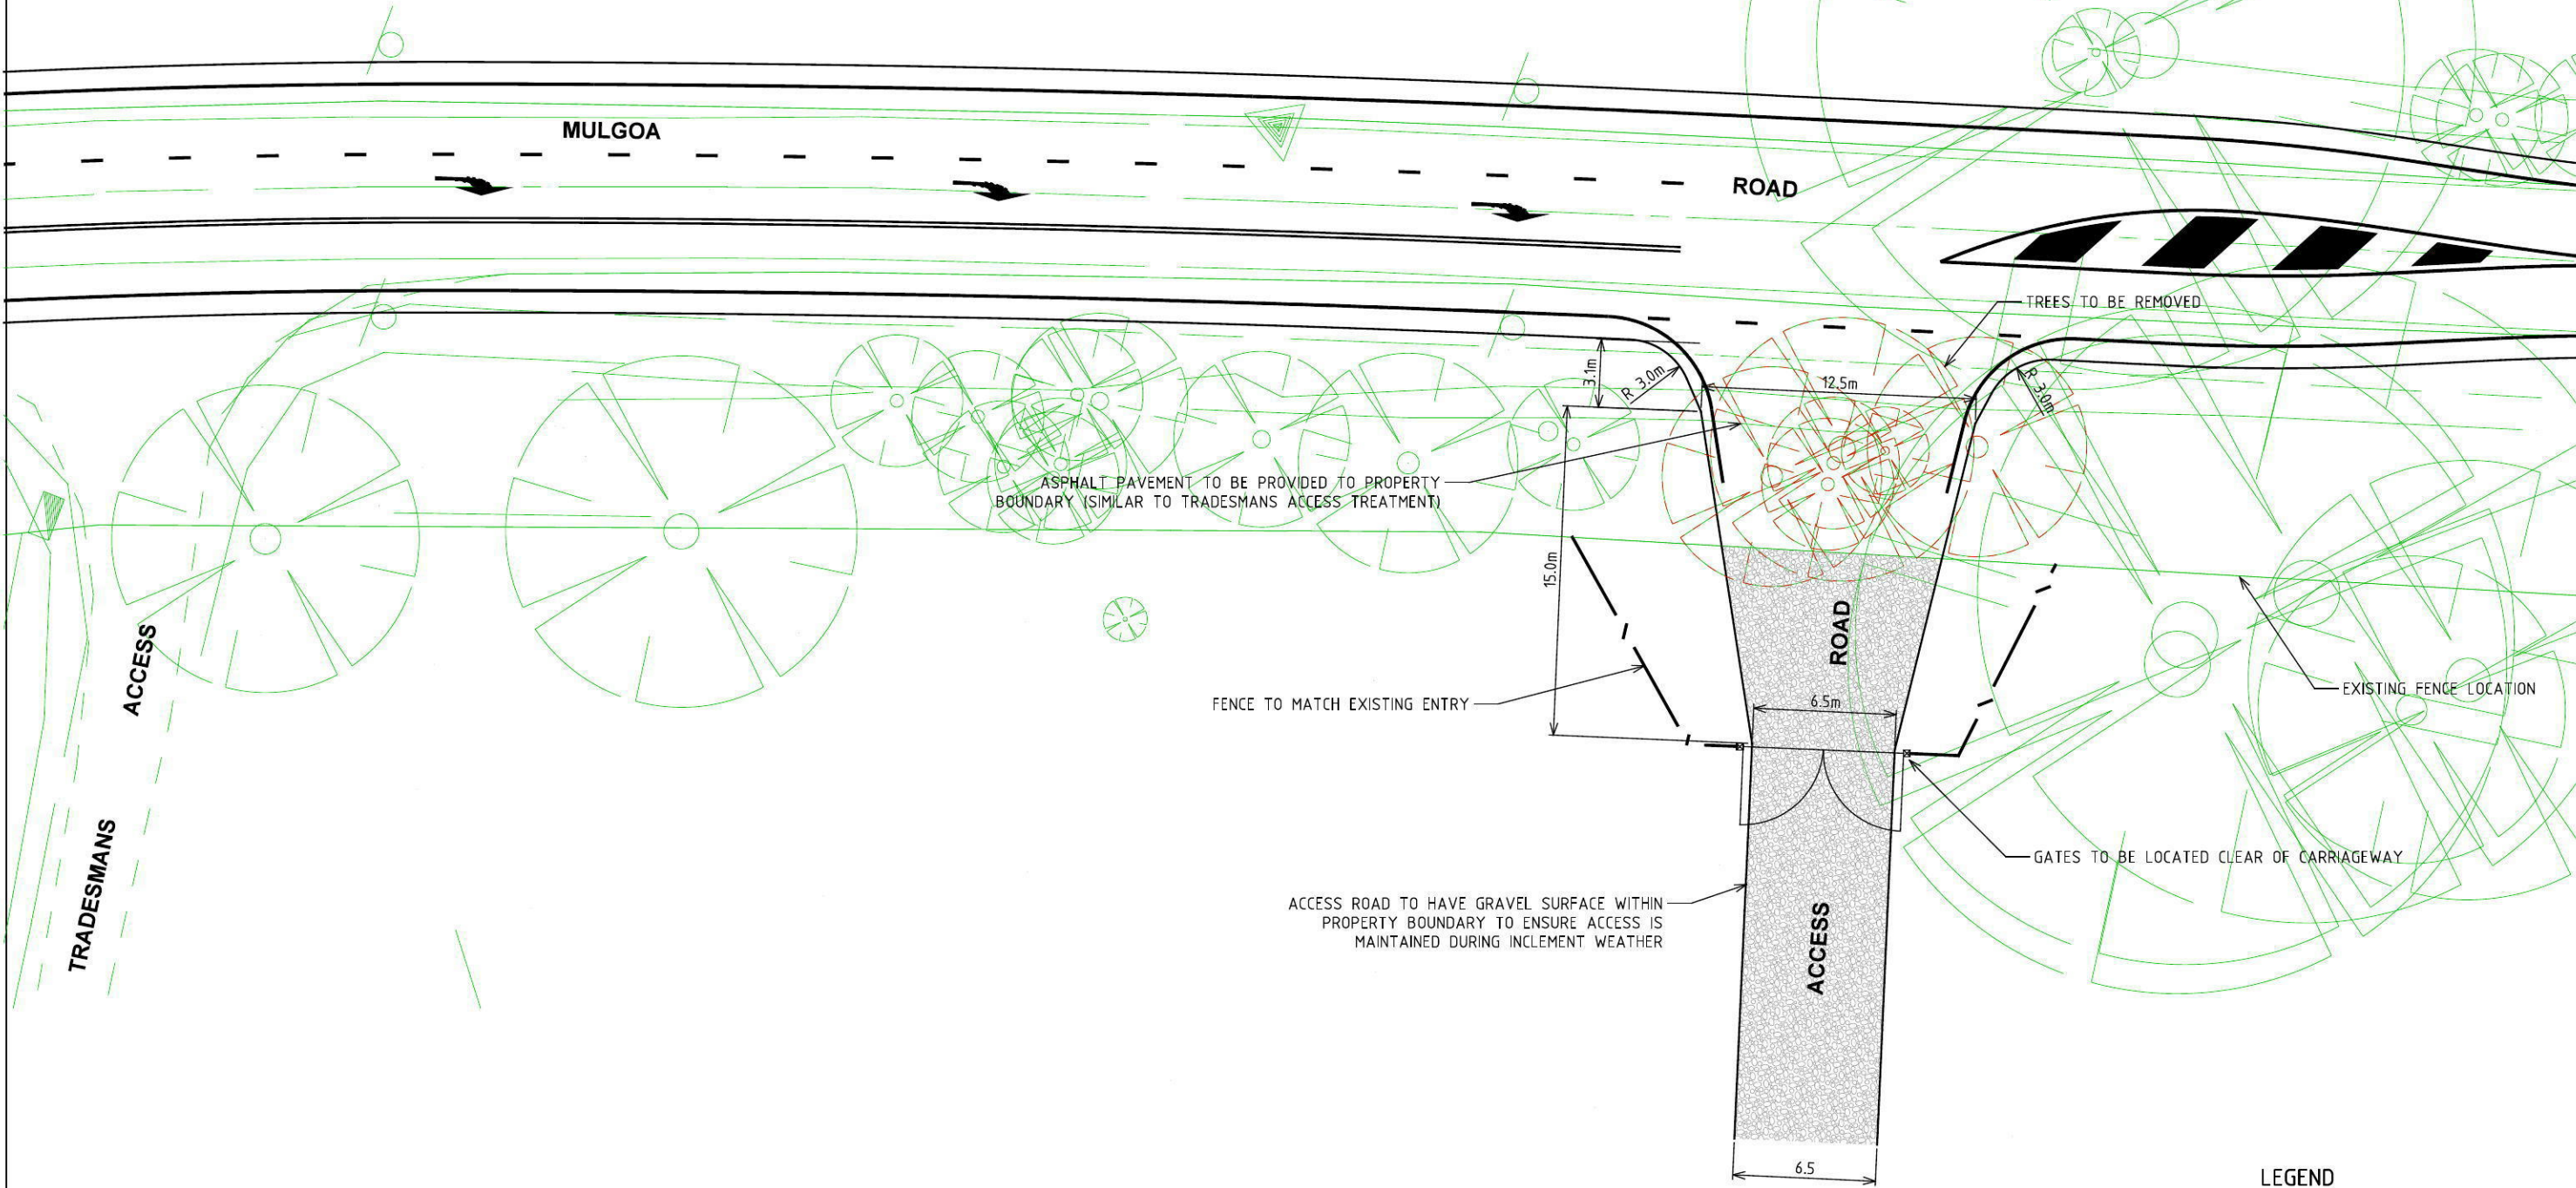 MULGOA
ROAD
TREES TO BE REMOVED
3.1m
R 3.0m
12.5m
R 3.0m
ASPHALT PAVEMENT TO BE PROVIDED TO PROPERTY
BOUNDARY (SIMILAR TO TRADESMANS ACCESS TREATMENT)
15.0m
ROAD
ACCESS
FENCE TO MATCH EXISTING ENTRY
6.5m
EXISTING FENCE LOCATION
TRADESMANS
GATES TO BE LOCATED CLEAR OF CARRIAGEWAY
ACCESS ROAD TO HAVE GRAVEL SURFACE WITHIN
PROPERTY BOUNDARY TO ENSURE ACCESS IS
MAINTAINED DURING INCLEMENT WEATHER
ACCESS
6.5
LEGEND